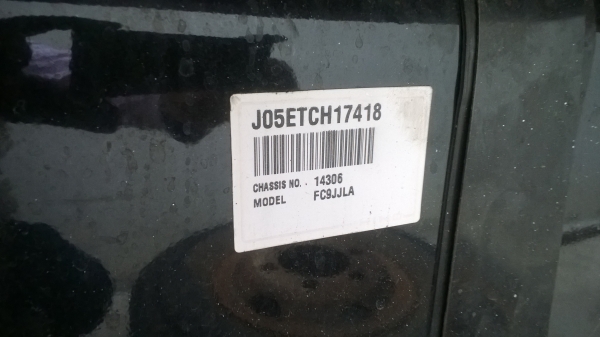 J05ETCH17418
CHASSIS NO. . 14306
MODEL FC9JJLA